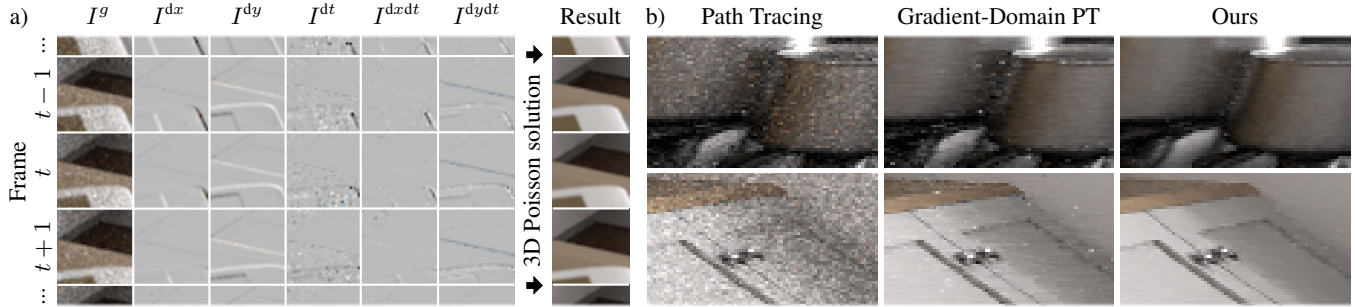 a) I^g I^dx I^dy I^dt I^dxdt I^dydt Result b) Path Tracing Gradient-Domain PT Ours
...
t − 1
t
t + 1
...
Frame
3D Poisson solution